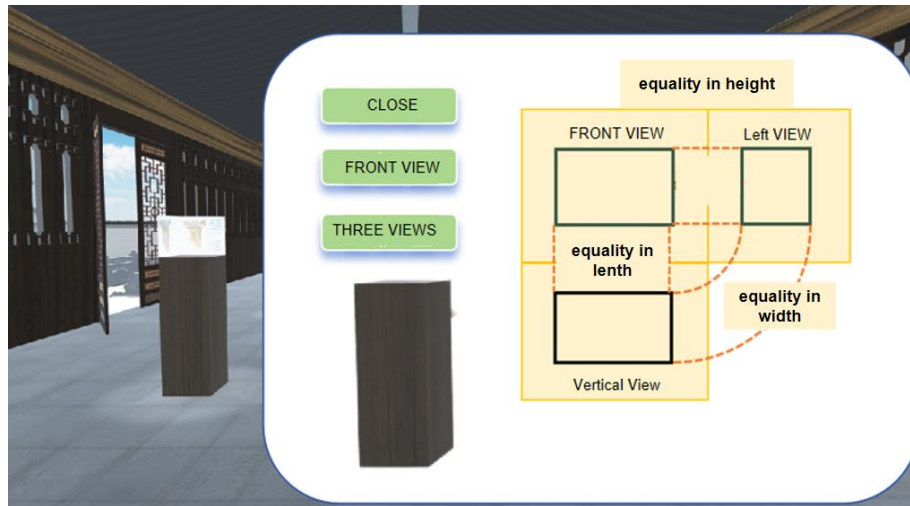 equality in height
CLOSE
FRONT VIEW
Left VIEW
FRONT VIEW
THREE VIEWS
equality in
lenth
equality in
width
Vertical View